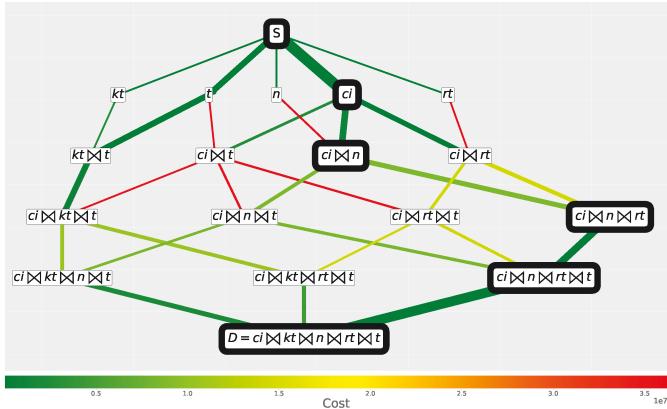 S
kt t n ci rt
kt ⋈ t ci ⋈ t ci ⋈ n ci ⋈ rt
ci ⋈ kt ⋈ t ci ⋈ n ⋈ t ci ⋈ rt ⋈ t ci ⋈ n ⋈ rt
ci ⋈ kt ⋈ n ⋈ t ci ⋈ kt ⋈ rt ⋈ t ci ⋈ n ⋈ rt ⋈ t
D = ci ⋈ kt ⋈ n ⋈ rt ⋈ t
0.5 1.0 1.5 2.0 2.5 3.0 3.5
1e7
Cost